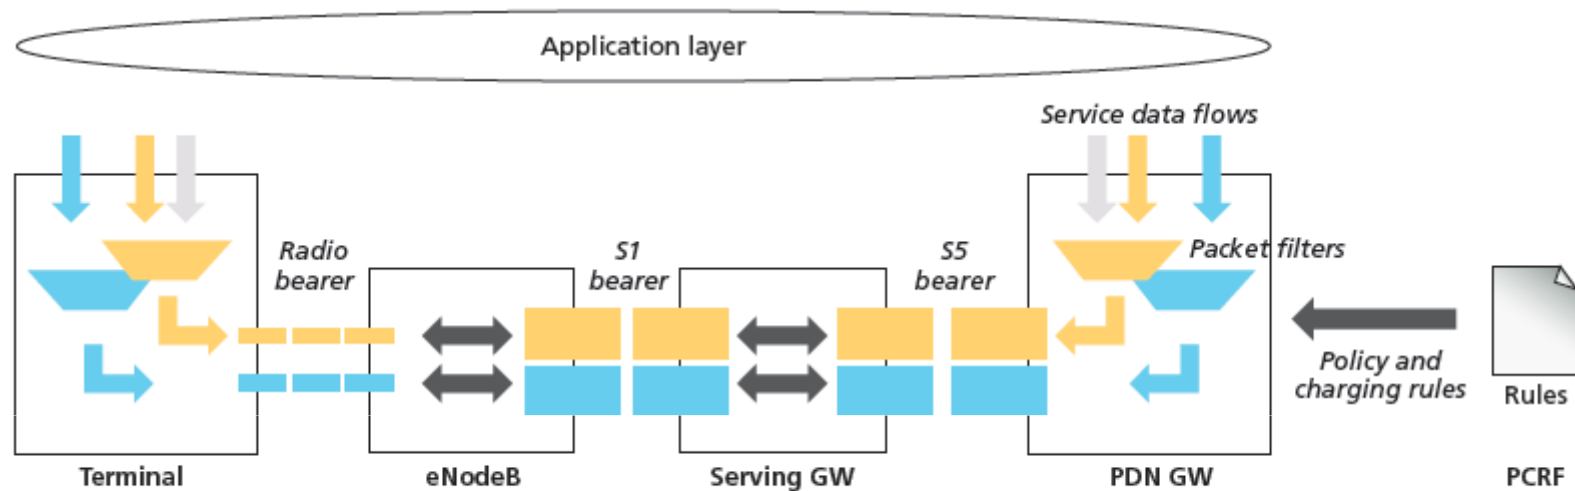 Application layer
Service data flows
Radio
bearer
S1
bearer
S5
bearer
Packet filters
Policy and
charging rules
Rules
Terminal
eNodeB
Serving GW
PDN GW
PCRF